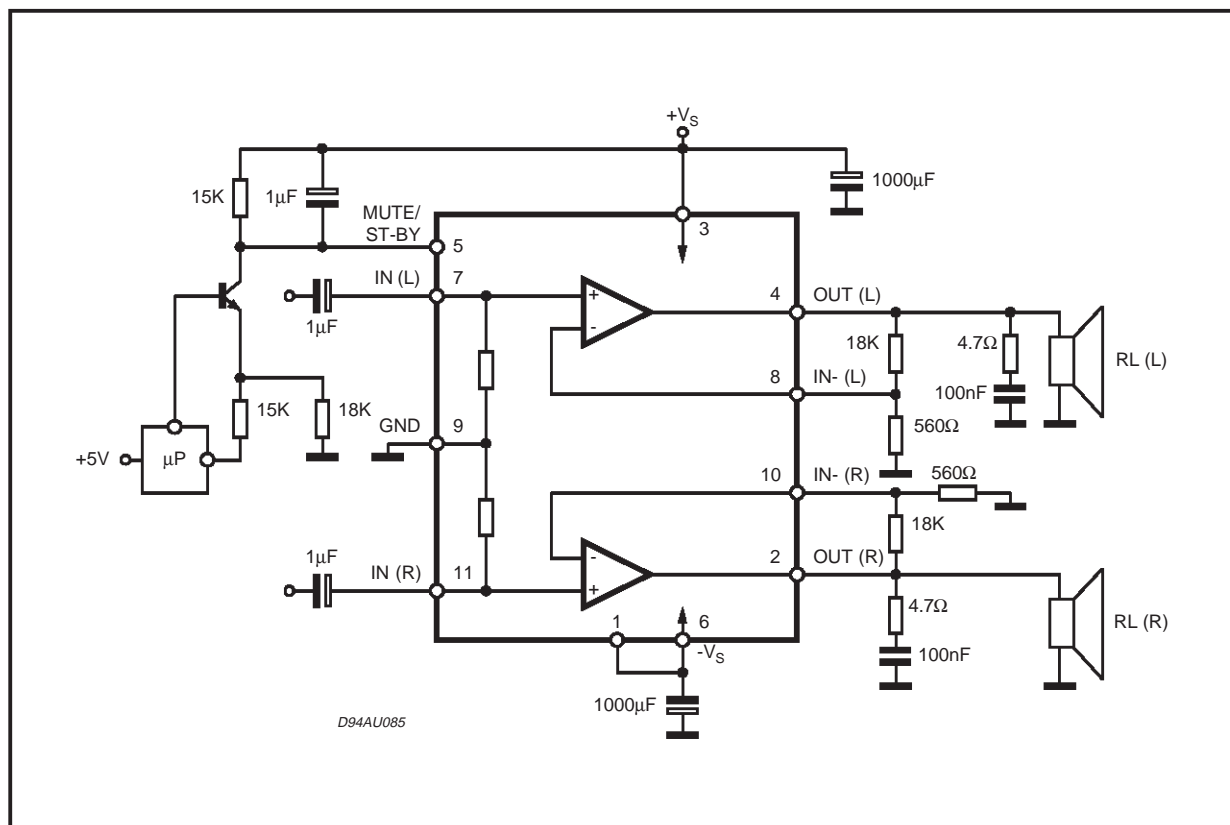 +VS
15K
1µF
1000µF
MUTE/
ST-BY
5
3
IN (L)
7
1µF
+
-
4
OUT (L)
18K
4.7Ω
RL (L)
8
IN- (L)
100nF
15K
18K
GND
9
560Ω
+5V
µP
10
IN- (R)
560Ω
18K
1µF
IN (R)
11
-
+
2
OUT (R)
4.7Ω
RL (R)
1
6
-VS
100nF
1000µF
D94AU085